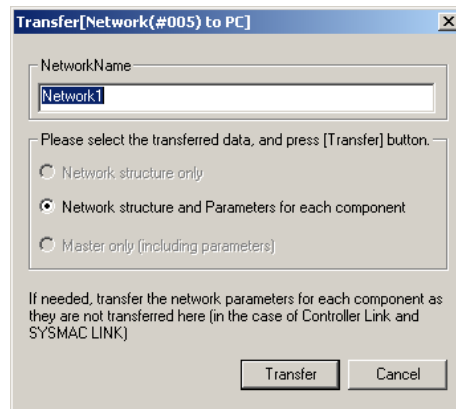 Transfer[Network(#005) to PC]
NetworkName
Network1
Please select the transferred data, and press [Transfer] button.
Network structure only
Network structure and Parameters for each component
Master only (including parameters)
If needed, transfer the network parameters for each component as
they are not transferred here (in the case of Controller Link and
SYSMAC LINK)
Transfer Cancel